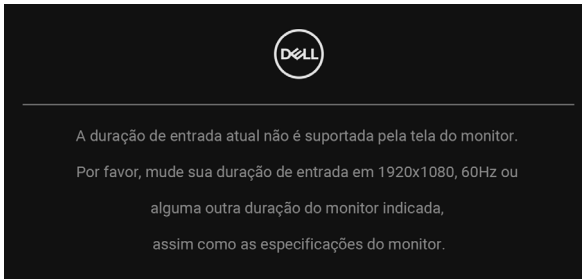 DELL
A duração de entrada atual não é suportada pela tela do monitor.
Por favor, mude sua duração de entrada em 1920x1080, 60Hz ou
alguma outra duração do monitor indicada,
assim como as especificações do monitor.